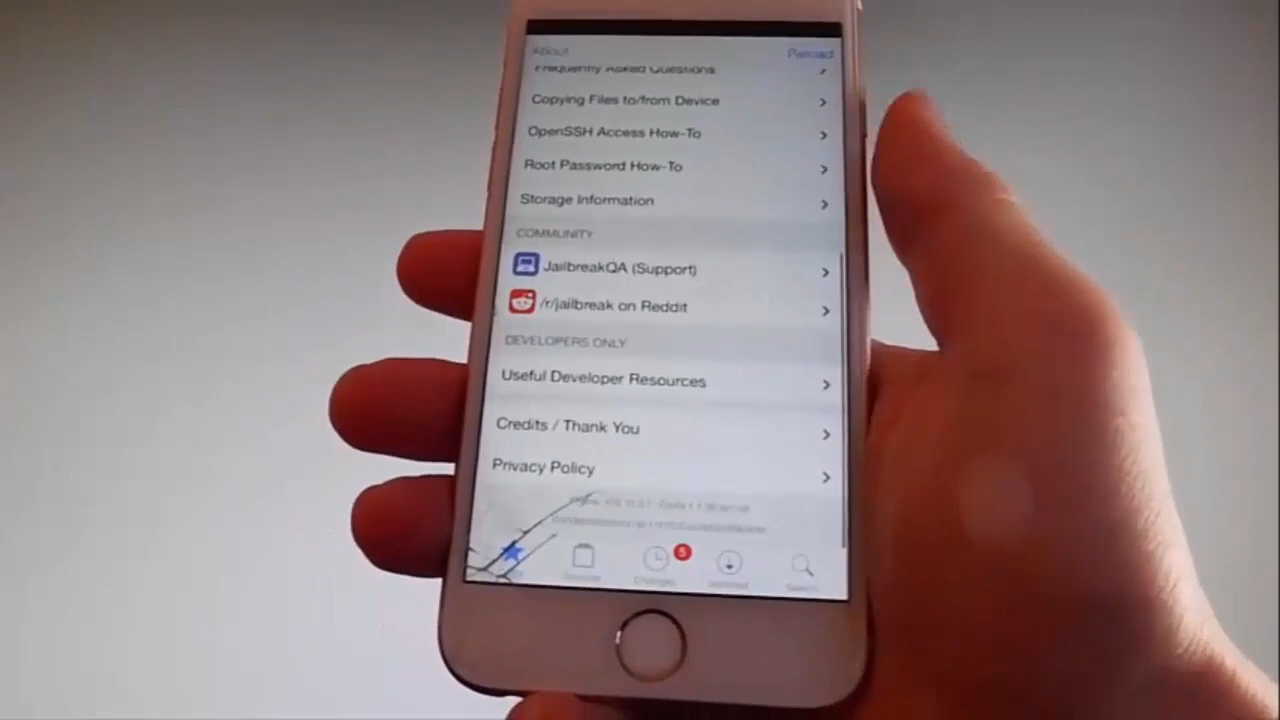 About
Reload
Frequently Asked Questions
Copying Files to/from Device
OpenSSH Access How-To
Root Password How-To
Storage Information
COMMUNITY
JailbreakQA (Support)
/r/jailbreak on Reddit
DEVELOPERS ONLY
Useful Developer Resources
Credits / Thank You
Privacy Policy
5
Changes